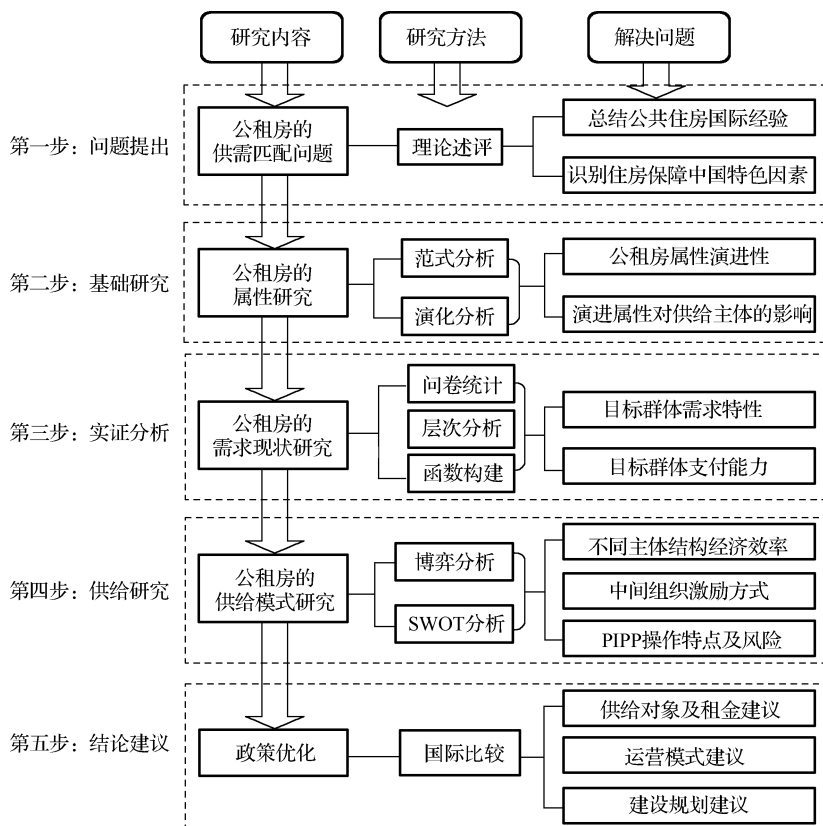 研究内容
研究方法
解决问题
第一步：问题提出
公租房的
供需匹配问题
理论述评
总结公共住房国际经验
识别住房保障中国特色因素
第二步：基础研究
公租房的
属性研究
范式分析
演化分析
公租房属性演进性
演进属性对供给主体的影响
第三步：实证分析
公租房的
需求现状研究
问卷统计
层次分析
函数构建
目标群体需求特性
目标群体支付能力
第四步：供给研究
公租房的
供给模式研究
博弈分析
SWOT分析
不同主体结构经济效率
中间组织激励方式
PIPP操作特点及风险
第五步：结论建议
政策优化
国际比较
供给对象及租金建议
运营模式建议
建设规划建议